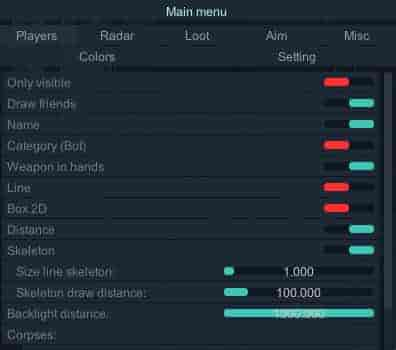 Main menu
Players Radar Loot Aim Misc
Colors Setting
Only visible
Draw friends
Name
Category (Bot)
Weapon in hands
Line
Box 2D
Distance
Skeleton
Size line skeleton: 1,000
Skeleton draw distance: 100.000
Backlight distance: 1000.000
Corpses: